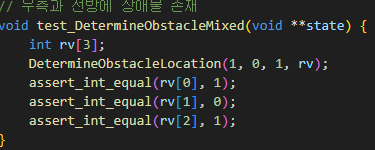 // 우측과 전방에 장애물 존재
void test_DetermineObstacleMixed(void **state) {
int rv[3];
DetermineObstacleLocation(1, 0, 1, rv);
assert_int_equal(rv[0], 1);
assert_int_equal(rv[1], 0);
assert_int_equal(rv[2], 1);
}